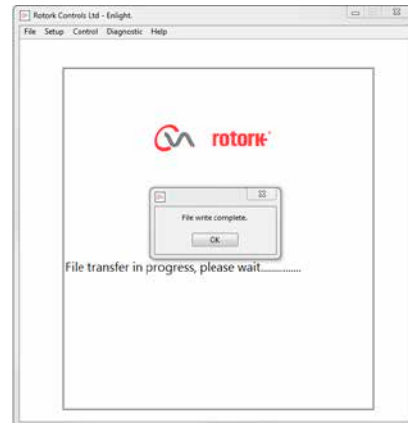 Rotork Controls Ltd - Enlight.
File Setup Control Diagnostic Help
rotork
File write complete.
OK
File transfer in progress, please wait..............